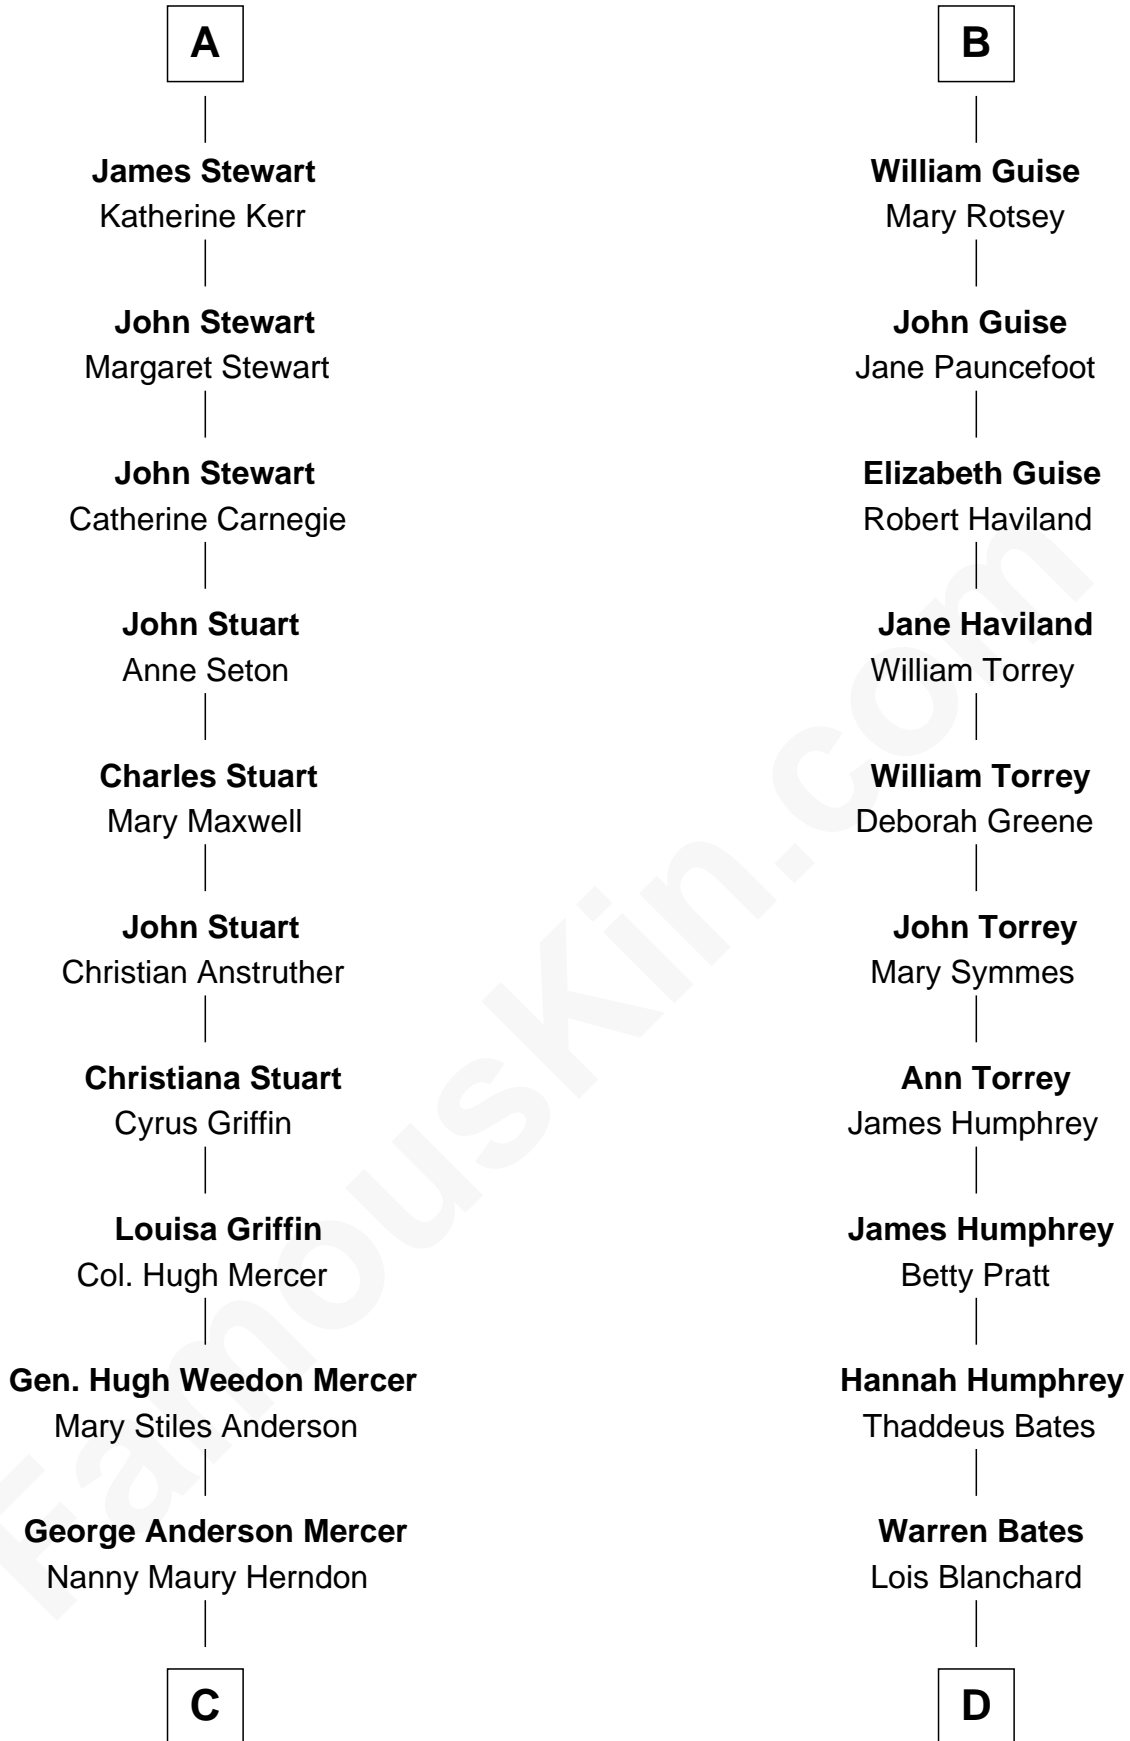 A
James Stewart
Katherine Kerr
John Stewart
Margaret Stewart
John Stewart
Catherine Carnegie
John Stuart
Anne Seton
Charles Stuart
Mary Maxwell
John Stuart
Christian Anstruther
Christiana Stuart
Cyrus Griffin
Louisa Griffin
Col. Hugh Mercer
Gen. Hugh Weedon Mercer
Mary Stiles Anderson
George Anderson Mercer
Nanny Maury Herndon
C
B
William Guise
Mary Rotsey
John Guise
Jane Pauncefoot
Elizabeth Guise
Robert Haviland
Jane Haviland
William Torrey
William Torrey
Deborah Greene
John Torrey
Mary Symmes
Ann Torrey
James Humphrey
James Humphrey
Betty Pratt
Hannah Humphrey
Thaddeus Bates
Warren Bates
Lois Blanchard
D
FamousKin.com